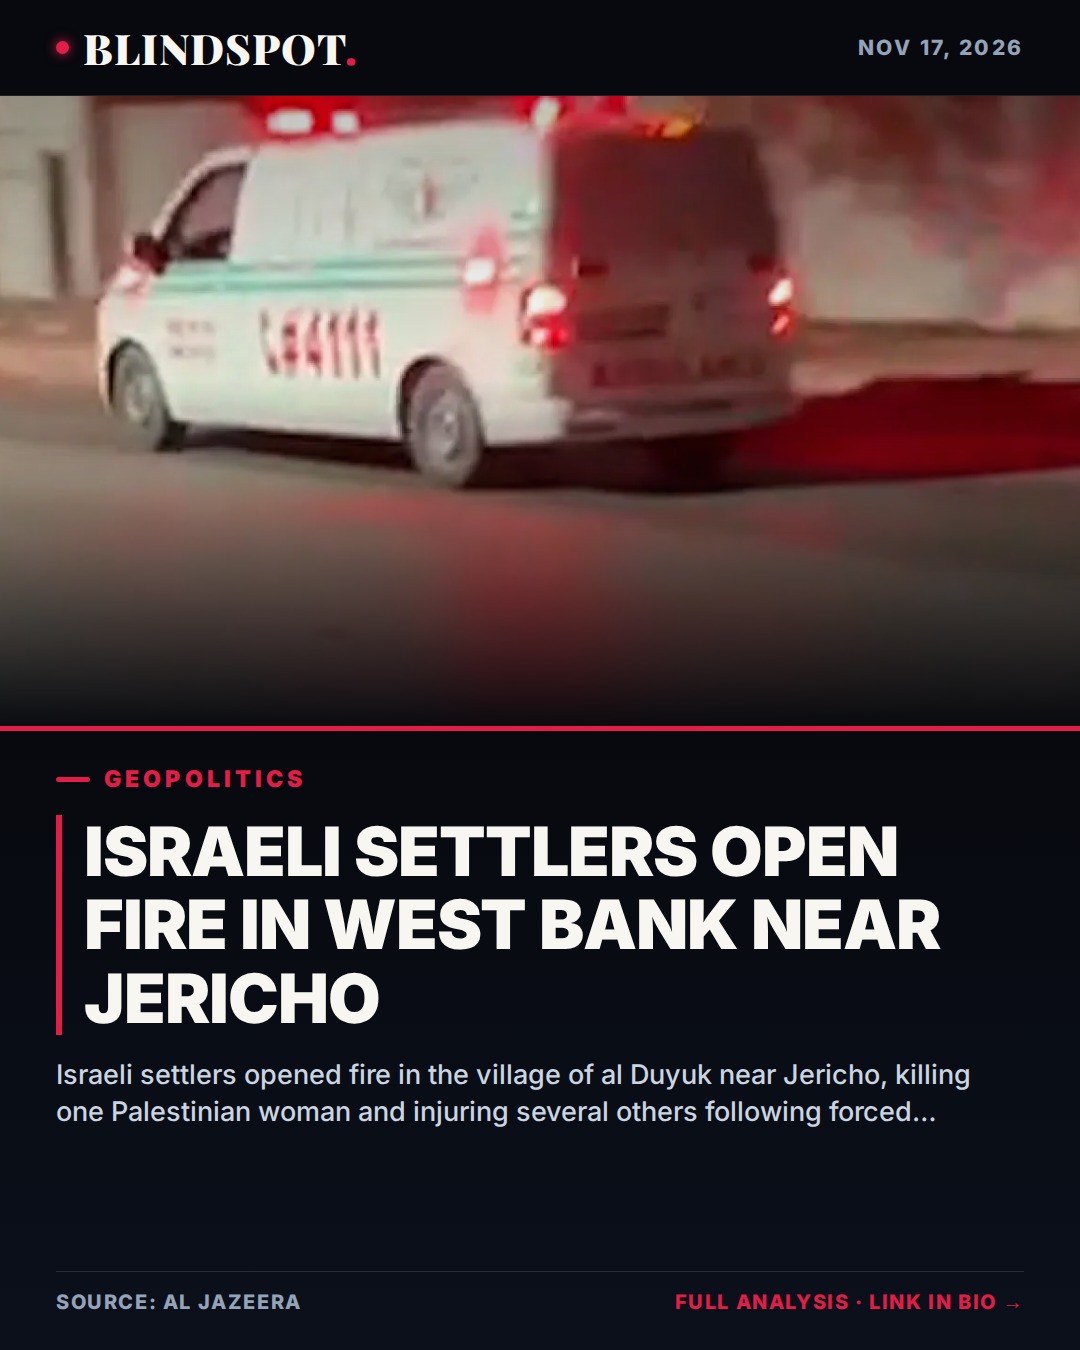 BLINDSPOT.
NOV 17, 2026
GEOPOLITICS
ISRAELI SETTLERS OPEN
FIRE IN WEST BANK NEAR
JERICHO
Israeli settlers opened fire in the village of al Duyuk near Jericho, killing
one Palestinian woman and injuring several others following forced...
SOURCE: AL JAZEERA
FULL ANALYSIS · LINK IN BIO →